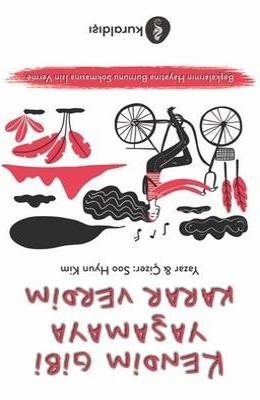 KENDİM GİBİ
YAŞAMAYA
KARAR VERDİM
Yazar & Çizer: Soo Hyun Kim
Başkalarının Hayatına Burnunu Sokmasına İzin Verme
kuraldışı